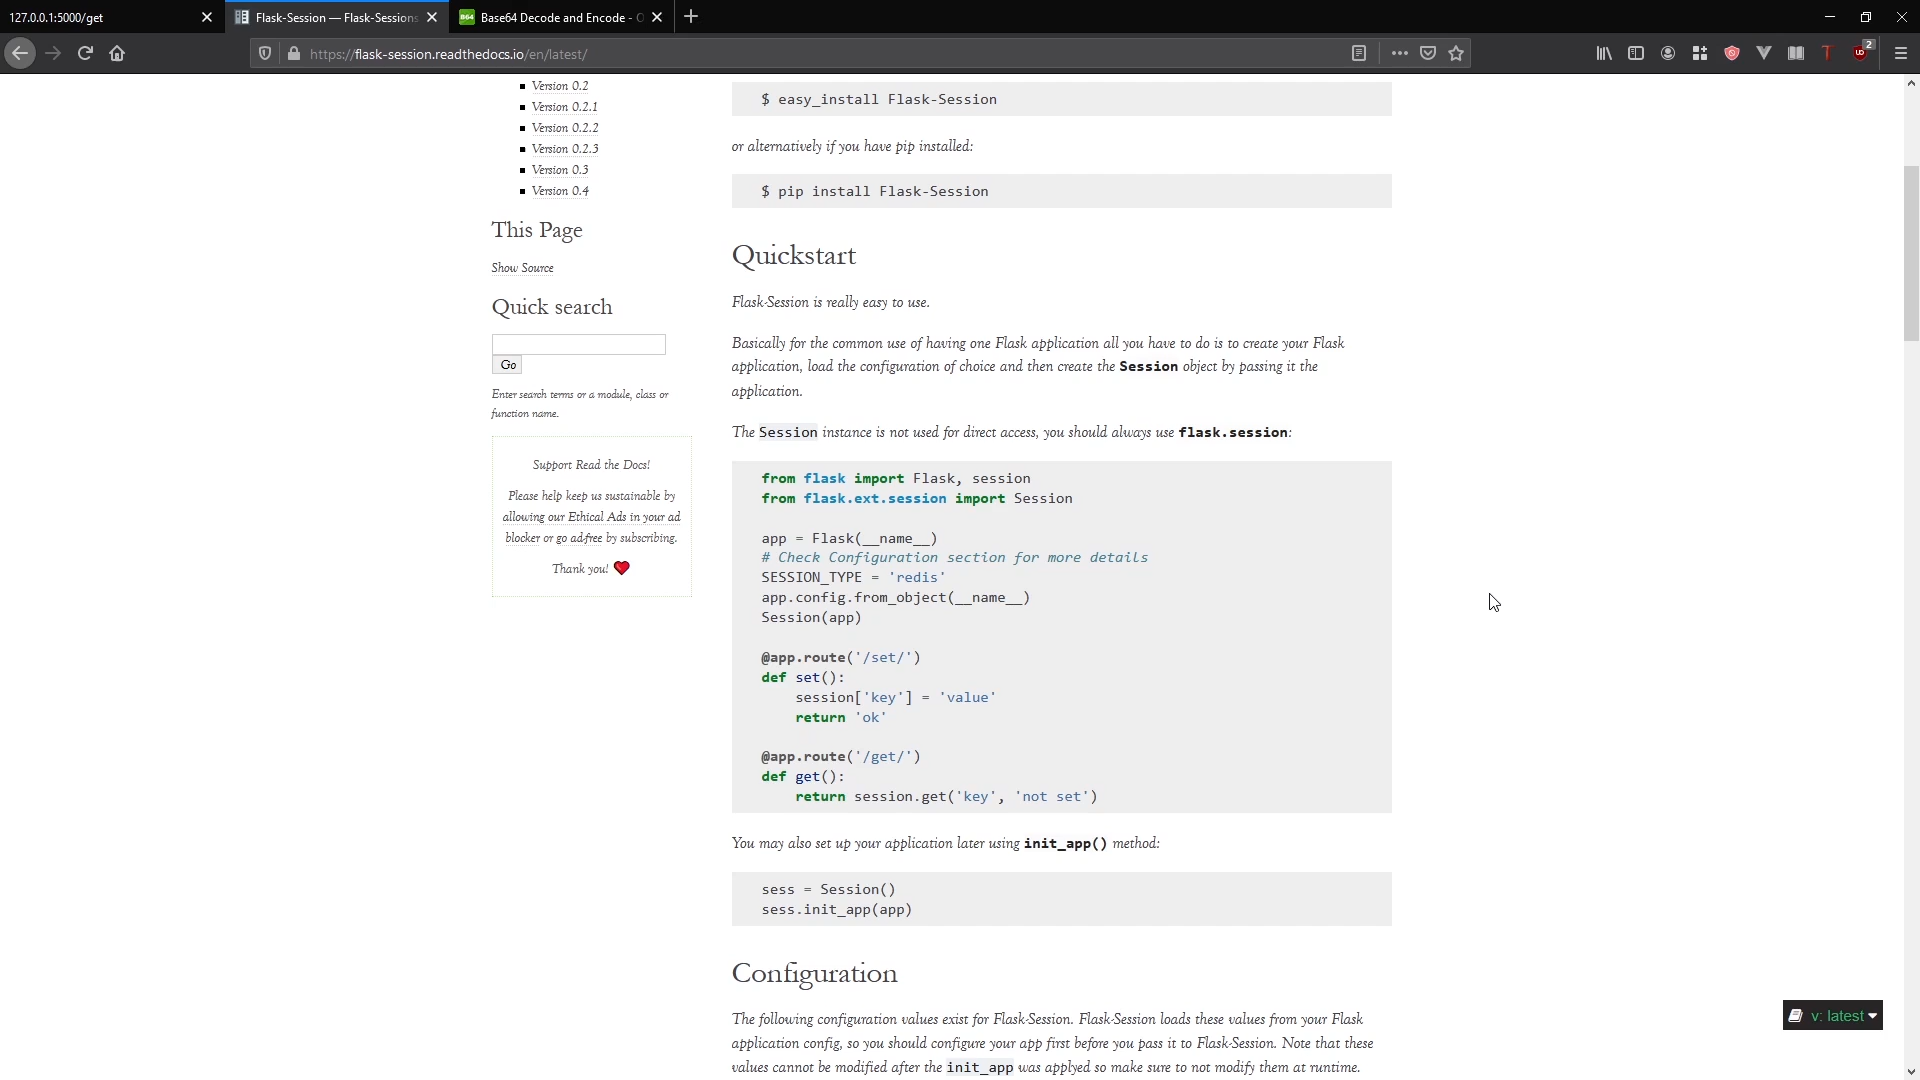 127.0.0.1:5000/get
Flask-Session — Flask-Sessions
B64 Base64 Decode and Encode - O
https://flask-session.readthedocs.io/en/latest/
2
Version 0.2
Version 0.2.1
Version 0.2.2
Version 0.2.3
Version 0.3
Version 0.4
This Page
Show Source
Quick search
Go
Enter search terms or a module, class or
function name.
Support Read the Docs!
Please help keep us sustainable by
allowing our Ethical Ads in your ad
blocker or go ad-free by subscribing.
Thank you!
$ easy_install Flask-Session
or alternatively if you have pip installed:
$ pip install Flask-Session
Quickstart
Flask-Session is really easy to use.
Basically for the common use of having one Flask application all you have to do is to create your Flask
application, load the configuration of choice and then create the Session object by passing it the
application.
The Session instance is not used for direct access, you should always use flask.session:
from flask import Flask, session
from flask.ext.session import Session
app = Flask(__name__)
# Check Configuration section for more details
SESSION_TYPE = 'redis'
app.config.from_object(__name__)
Session(app)
@app.route('/set/')
def set():
    session['key'] = 'value'
    return 'ok'
@app.route('/get/')
def get():
    return session.get('key', 'not set')
You may also set up your application later using init_app() method:
sess = Session()
sess.init_app(app)
Configuration
The following configuration values exist for Flask-Session. Flask-Session loads these values from your Flask
application config, so you should configure your app first before you pass it to Flask-Session. Note that these
values cannot be modified after the init_app was applyed so make sure to not modify them at runtime.
v: latest